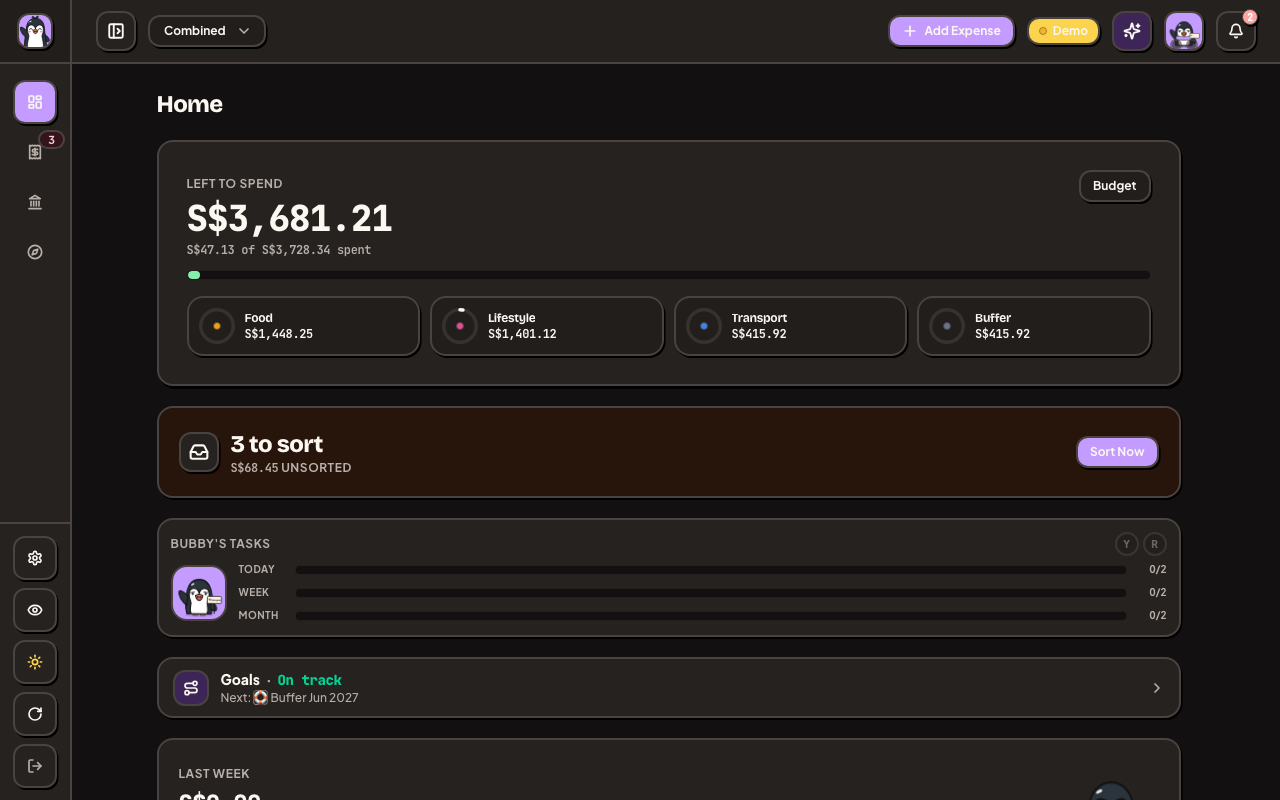 Combined
Add Expense
Demo
2
3
Home
LEFT TO SPEND
Budget
S$3,681.21
S$47.13 of S$3,728.34 spent
Food
S$1,448.25
Lifestyle
S$1,401.12
Transport
S$415.92
Buffer
S$415.92
3 to sort
S$68.45 UNSORTED
Sort Now
BUBBY'S TASKS
Y R
TODAY 0/2
WEEK 0/2
MONTH 0/2
Goals · On track
Next: Buffer Jun 2027
LAST WEEK